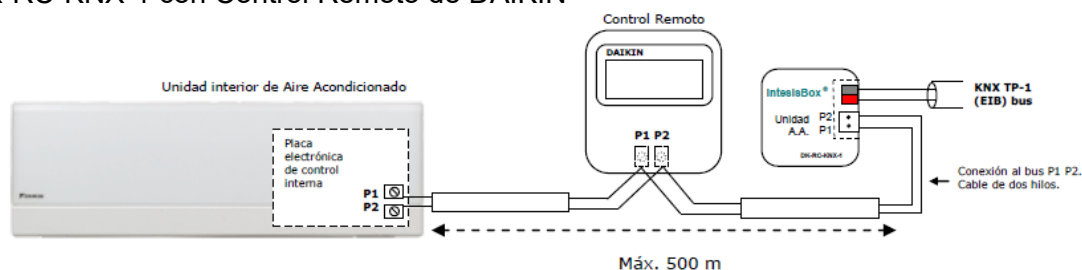 RC-KNX-1 con Control Remoto de DAIKIN
Control Remoto
DAIKIN
Unidad interior de Aire Acondicionado
IntesisBox®
KNX TP-1
(EIB) bus
Unidad
A.A.
P2
P1
DK-RC-KNX-1
P1 P2
Placa
electrónica
de control
interna
P1
P2
Conexión al bus P1 P2.
Cable de dos hilos.
Máx. 500 m